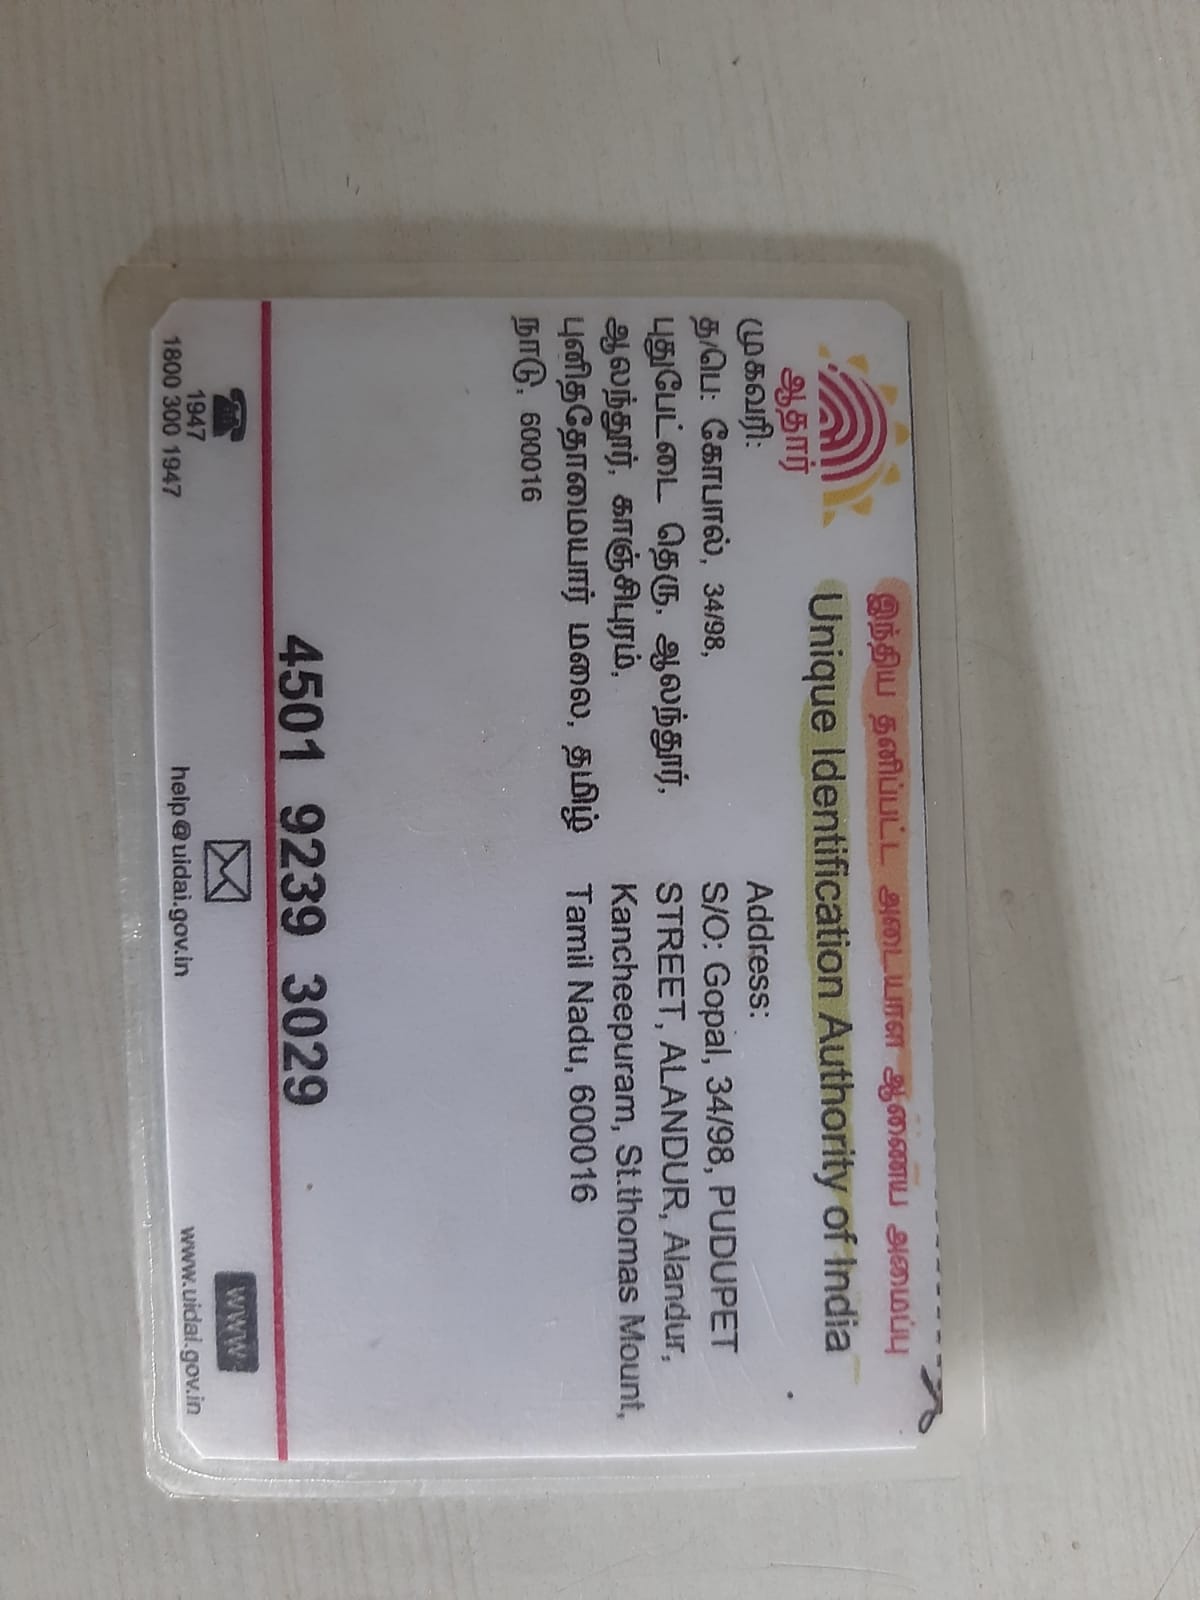 இந்திய தனிப்பட்ட அடையாள ஆணைய அமைப்பு
Unique Identification Authority of India
ஆதார்
முகவரி:
த/பெ: கோபால், 34/98,
புதுபேட்டை தெரு, ஆலந்தூர்,
ஆலந்தூர், காஞ்சிபுரம்,
புனிததோமையார் மலை, தமிழ்
நாடு, 600016
Address:
S/O: Gopal, 34/98, PUDUPET
STREET, ALANDUR, Alandur,
Kancheepuram, St.thomas Mount,
Tamil Nadu, 600016
4501 9239 3029
1947
1800 300 1947
help@uidai.gov.in
WWW
www.uidai.gov.in